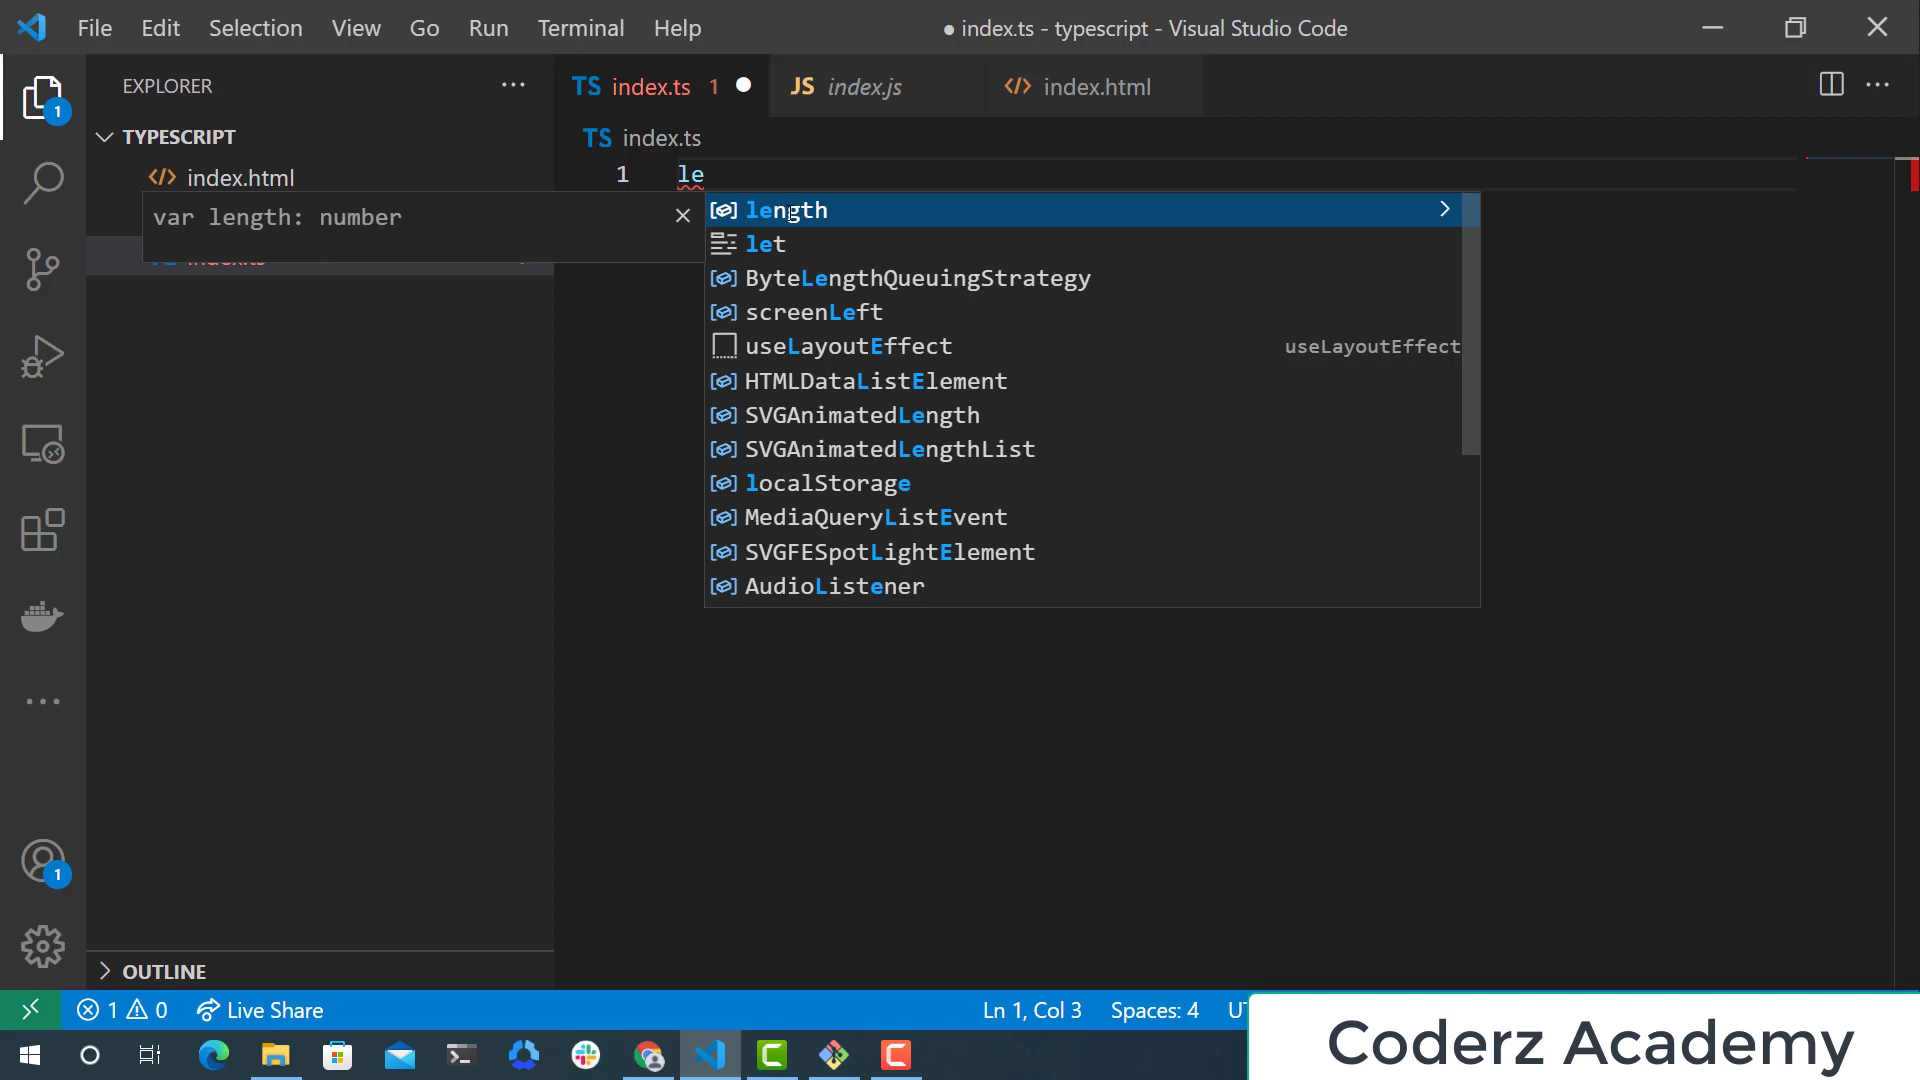 File Edit Selection View Go Run Terminal Help
● index.ts - typescript - Visual Studio Code
EXPLORER
TS index.ts 1
JS index.js
</> index.html
TYPESCRIPT
TS index.ts
</> index.html
1 le
var length: number
length
let
ByteLengthQueuingStrategy
screenLeft
useLayoutEffect useLayoutEffect
HTMLDataListElement
SVGAnimatedLength
SVGAnimatedLengthList
localStorage
MediaQueryListEvent
SVGFESpotLightElement
AudioListener
1
1
OUTLINE
1 0 Live Share
Ln 1, Col 3 Spaces: 4
Coderz Academy